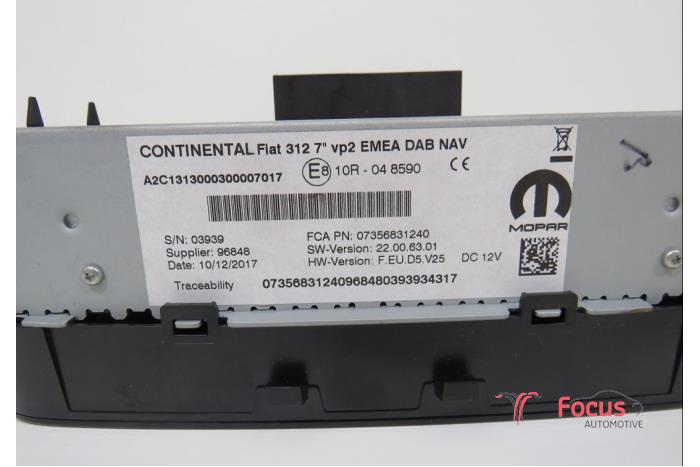 CONTINENTAL Fiat 312 7" vp2 EMEA DAB NAV
A2C1313000300007017
E8 10R - 04 8590
CE
MOPAR
S/N: 03939
Supplier: 96848
Date: 10/12/2017
FCA PN: 07356831240
SW-Version: 22.00.63.01
HW-Version: F.EU.D5.V25 DC 12V
Traceability 07356831240968480393934317
Focus
AUTOMOTIVE